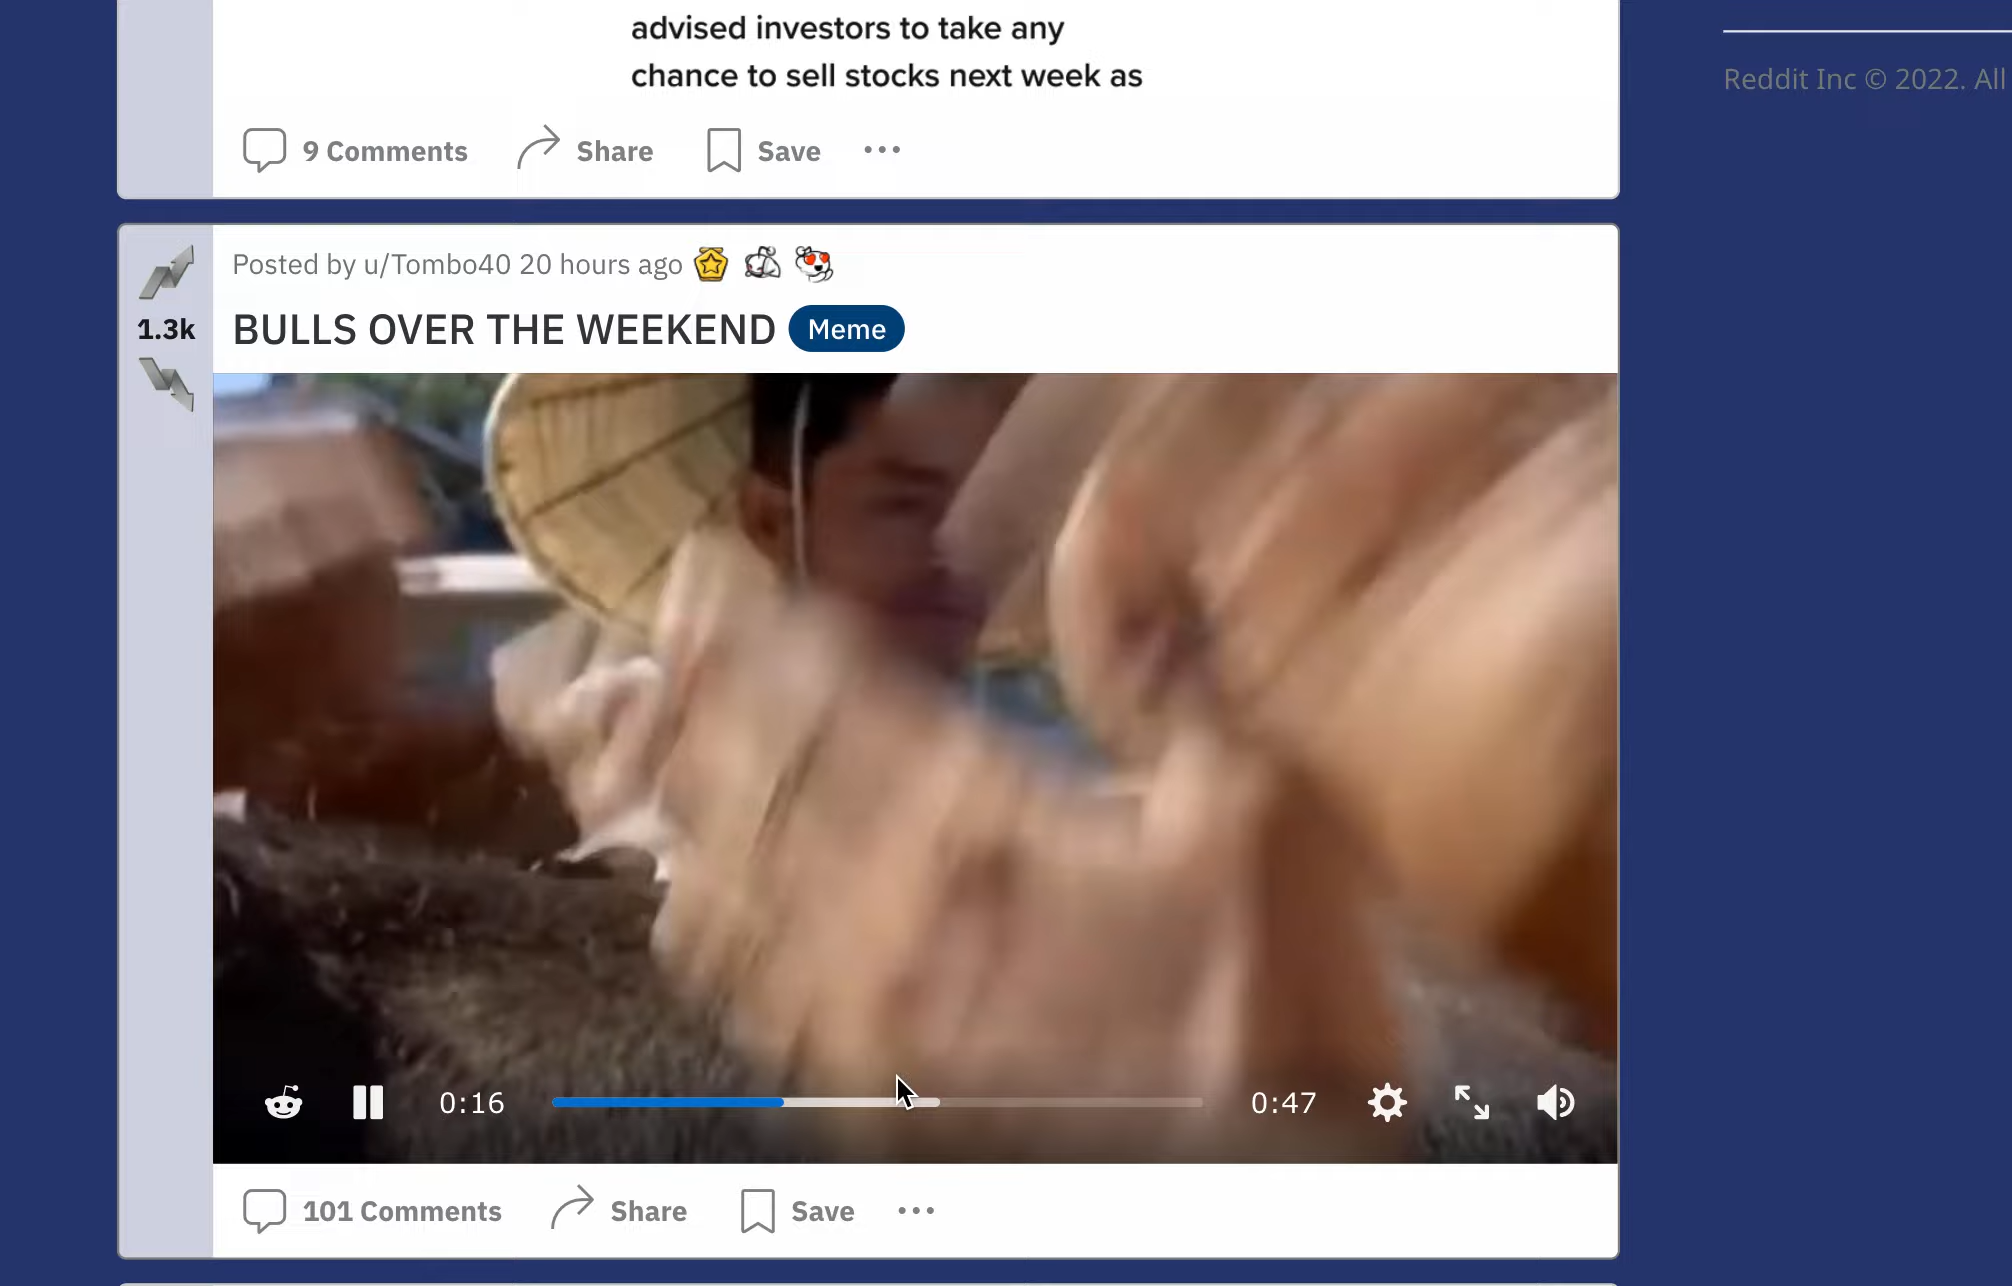 advised investors to take any
chance to sell stocks next week as
Reddit Inc © 2022. All
9 Comments
Share
Save
Posted by u/Tombo40 20 hours ago
1.3k
BULLS OVER THE WEEKEND
Meme
0:16
0:47
101 Comments
Share
Save